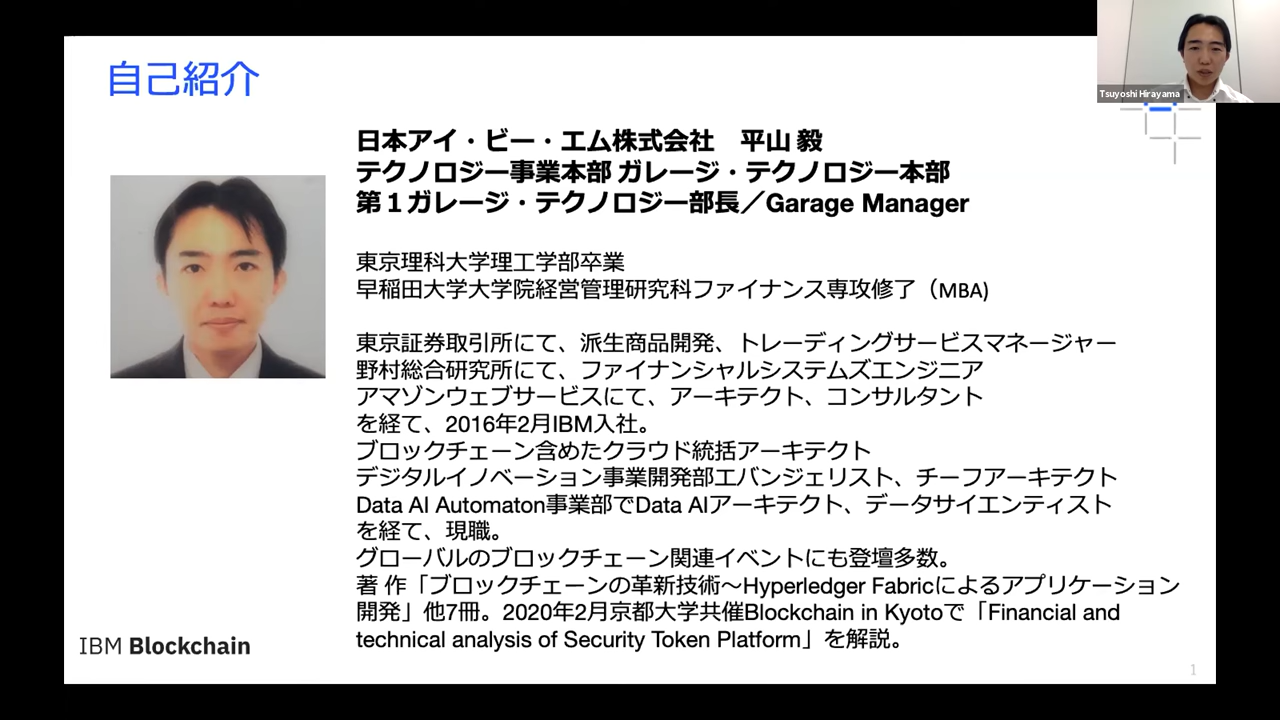 自己紹介
Tsuyoshi Hirayama
日本アイ・ビー・エム株式会社　平山 毅
テクノロジー事業本部 ガレージ・テクノロジー本部
第１ガレージ・テクノロジー部長／Garage Manager
東京理科大学理工学部卒業
早稲田大学大学院経営管理研究科ファイナンス専攻修了（MBA)
東京証券取引所にて、派生商品開発、トレーディングサービスマネージャー
野村総合研究所にて、ファイナンシャルシステムズエンジニア
アマゾンウェブサービスにて、アーキテクト、コンサルタント
を経て、2016年2月IBM入社。
ブロックチェーン含めたクラウド統括アーキテクト
デジタルイノベーション事業開発部エバンジェリスト、チーフアーキテクト
Data AI Automaton事業部でData AIアーキテクト、データサイエンティスト
を経て、現職。
グローバルのブロックチェーン関連イベントにも登壇多数。
著 作「ブロックチェーンの革新技術～Hyperledger Fabricによるアプリケーション
開発」他7冊。2020年2月京都大学共催Blockchain in Kyotoで「Financial and
technical analysis of Security Token Platform」を解説。
IBM Blockchain
1